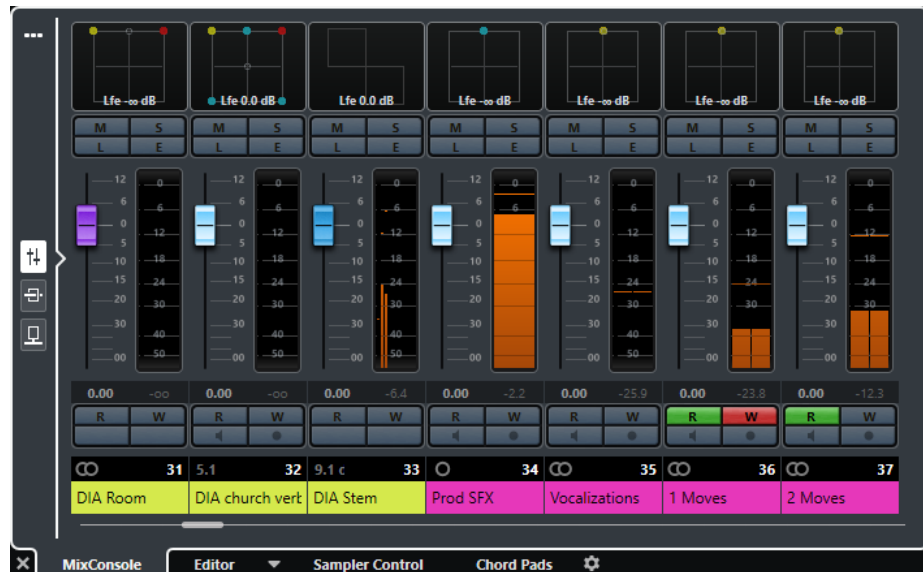 Lfe -∞ dB Lfe 0.0 dB Lfe 0.0 dB Lfe -∞ dB Lfe -∞ dB Lfe -∞ dB Lfe -∞ dB
M S M S M S M S M S M S M S
L E L E L E L E L E L E L E
12 0 12 0 12 0 12 0 12 0 12 0 12 0
6 6 6 6 6 6 6 6 6 6 6 6 6 6
0 12 0 12 0 12 0 12 0 12 0 12 0 12
5 5 5 5 5 5 5
10 18 10 18 10 18 10 18 10 18 10 18 10 18
15 24 15 24 15 24 15 24 15 24 15 24 15 24
20 30 20 30 20 30 20 30 20 30 20 30 20 30
30 40 30 40 30 40 30 40 30 40 30 40 30 40
00 50 00 50 00 50 00 50 00 50 00 50 00 50
0.00 -oo 0.00 -oo 0.00 -6.4 0.00 -2.2 0.00 -25.9 0.00 -23.8 0.00 -12.3
R W R W R W R W R W R W R W
31 5.1 32 9.1 c 33 34 35 36 37
DIA Room DIA church vert DIA Stem Prod SFX Vocalizations 1 Moves 2 Moves
MixConsole Editor Sampler Control Chord Pads